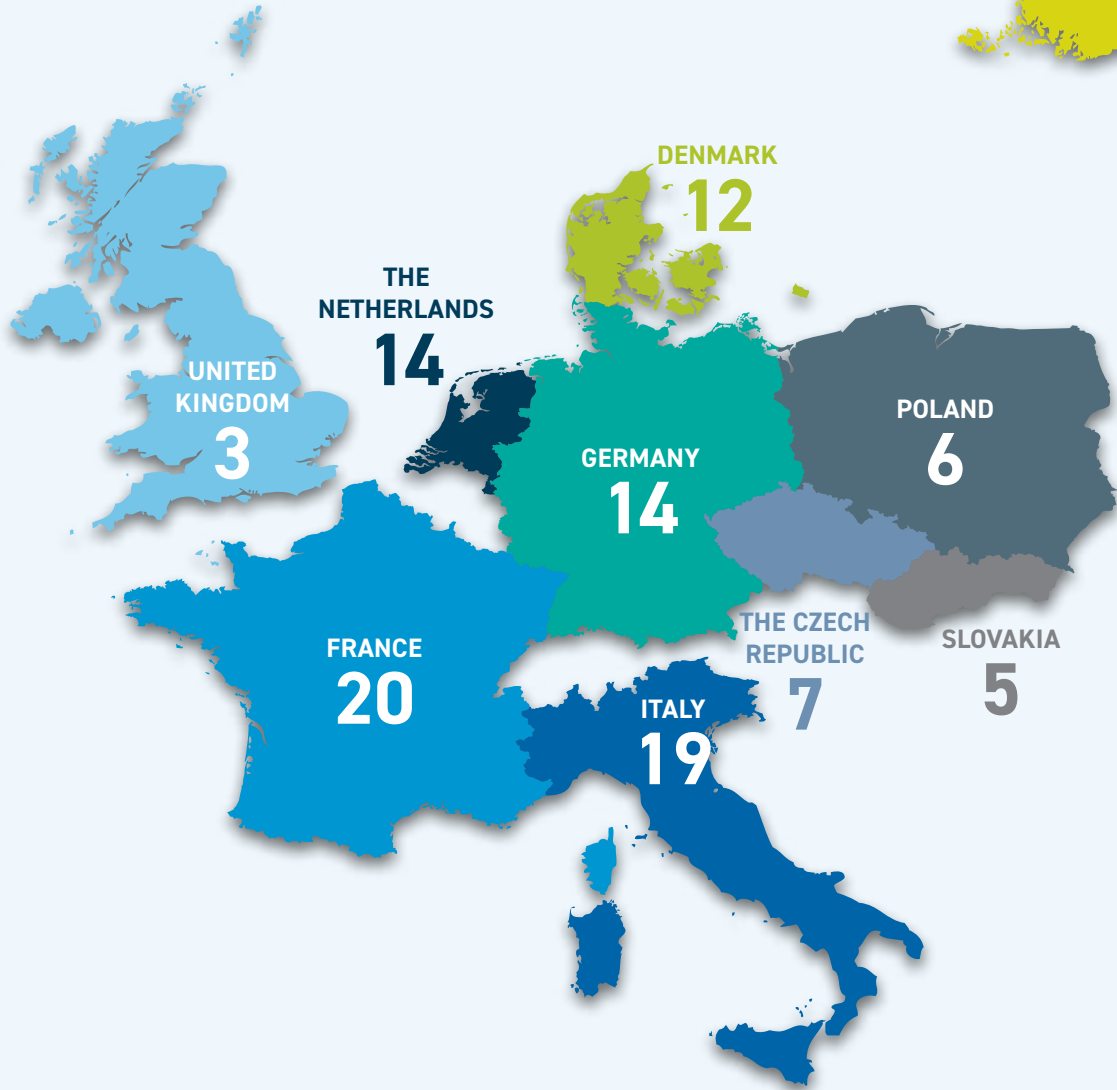 DENMARK
12
THE
NETHERLANDS
14
UNITED
KINGDOM
3
POLAND
6
GERMANY
14
THE CZECH
REPUBLIC
7
SLOVAKIA
5
FRANCE
20
ITALY
19